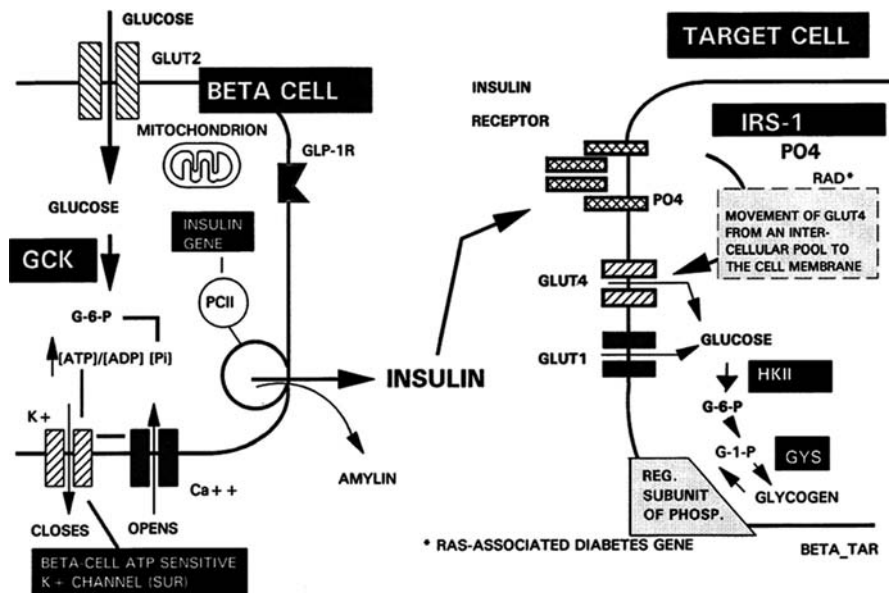 GLUCOSE
GLUT2
BETA CELL
MITOCHONDRION
GLP-1R
GLUCOSE
INSULIN
GENE
GCK
PCII
G-6-P
[ATP]/[ADP] [Pi]
K+
INSULIN
AMYLIN
Ca++
CLOSES
OPENS
BETA-CELL ATP SENSITIVE
K+ CHANNEL (SUR)
TARGET CELL
INSULIN
RECEPTOR
IRS-1
PO4
RAD*
PO4
MOVEMENT OF GLUT4
FROM AN INTER-
CELLULAR POOL TO
THE CELL MEMBRANE
GLUT4
GLUT1
GLUCOSE
HKII
G-6-P
G-1-P
GYS
GLYCOGEN
REG.
SUBUNIT
OF PHOSP.
* RAS-ASSOCIATED DIABETES GENE
BETA_TAR